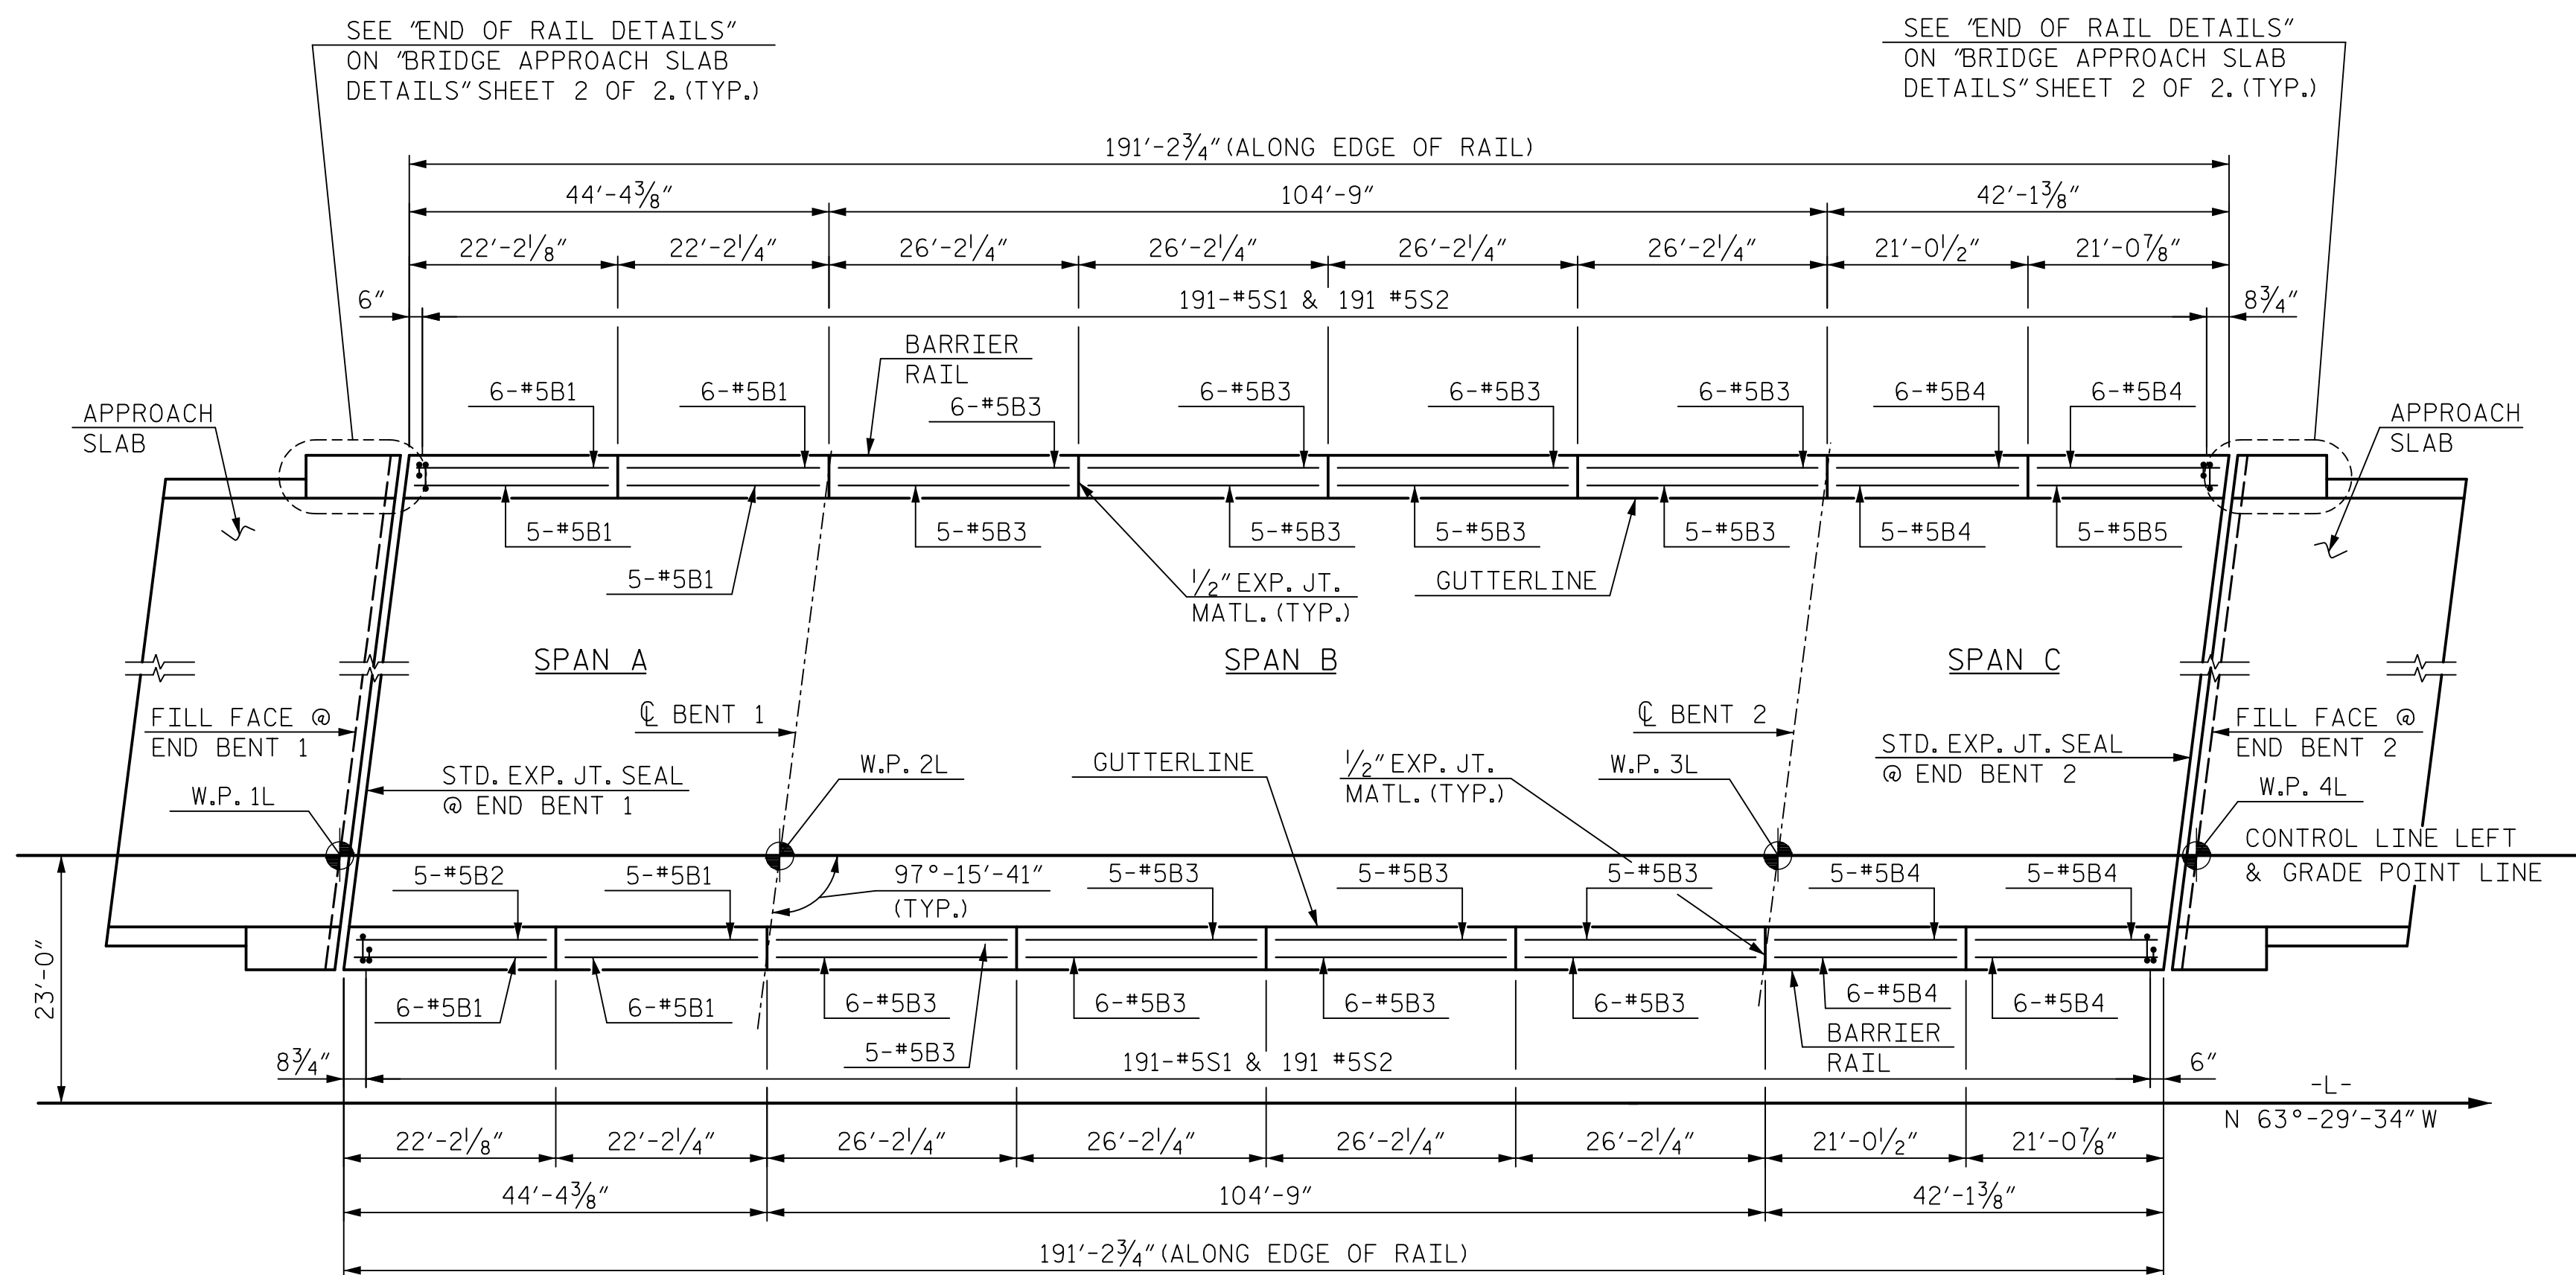 SEE "END OF RAIL DETAILS"
ON "BRIDGE APPROACH SLAB
DETAILS" SHEET 2 OF 2. (TYP.)
SEE "END OF RAIL DETAILS"
ON "BRIDGE APPROACH SLAB
DETAILS" SHEET 2 OF 2. (TYP.)
191'-2¾" (ALONG EDGE OF RAIL)
44'-4⅜" 104'-9" 42'-1⅜"
22'-2⅛" 22'-2¼" 26'-2¼" 26'-2¼" 26'-2¼" 26'-2¼" 21'-0½" 21'-0⅞"
6" 191-#5S1 & 191 #5S2 8¾"
BARRIER
RAIL
6-#5B1 6-#5B1 6-#5B3 6-#5B3 6-#5B3 6-#5B3 6-#5B4 6-#5B4
APPROACH
SLAB
APPROACH
SLAB
5-#5B1 5-#5B3 5-#5B3 5-#5B3 5-#5B3 5-#5B4 5-#5B5
5-#5B1
½" EXP. JT.
MATL. (TYP.)
GUTTERLINE
SPAN A SPAN B SPAN C
FILL FACE @
END BENT 1
℄ BENT 1
℄ BENT 2
FILL FACE @
END BENT 2
STD. EXP. JT. SEAL
@ END BENT 1
W.P. 1L
W.P. 2L
GUTTERLINE
½" EXP. JT.
MATL. (TYP.)
W.P. 3L
STD. EXP. JT. SEAL
@ END BENT 2
W.P. 4L
CONTROL LINE LEFT
& GRADE POINT LINE
5-#5B2 5-#5B1 97°-15'-41" 5-#5B3 5-#5B3 5-#5B3 5-#5B4 5-#5B4
(TYP.)
23'-0"
6-#5B1 6-#5B1 6-#5B3 6-#5B3 6-#5B3 6-#5B3 6-#5B4 6-#5B4
5-#5B3
BARRIER
RAIL
8¾" 191-#5S1 & 191 #5S2 6"
-L-
N 63°-29'-34" W
22'-2⅛" 22'-2¼" 26'-2¼" 26'-2¼" 26'-2¼" 26'-2¼" 21'-0½" 21'-0⅞"
44'-4⅜" 104'-9" 42'-1⅜"
191'-2¾" (ALONG EDGE OF RAIL)